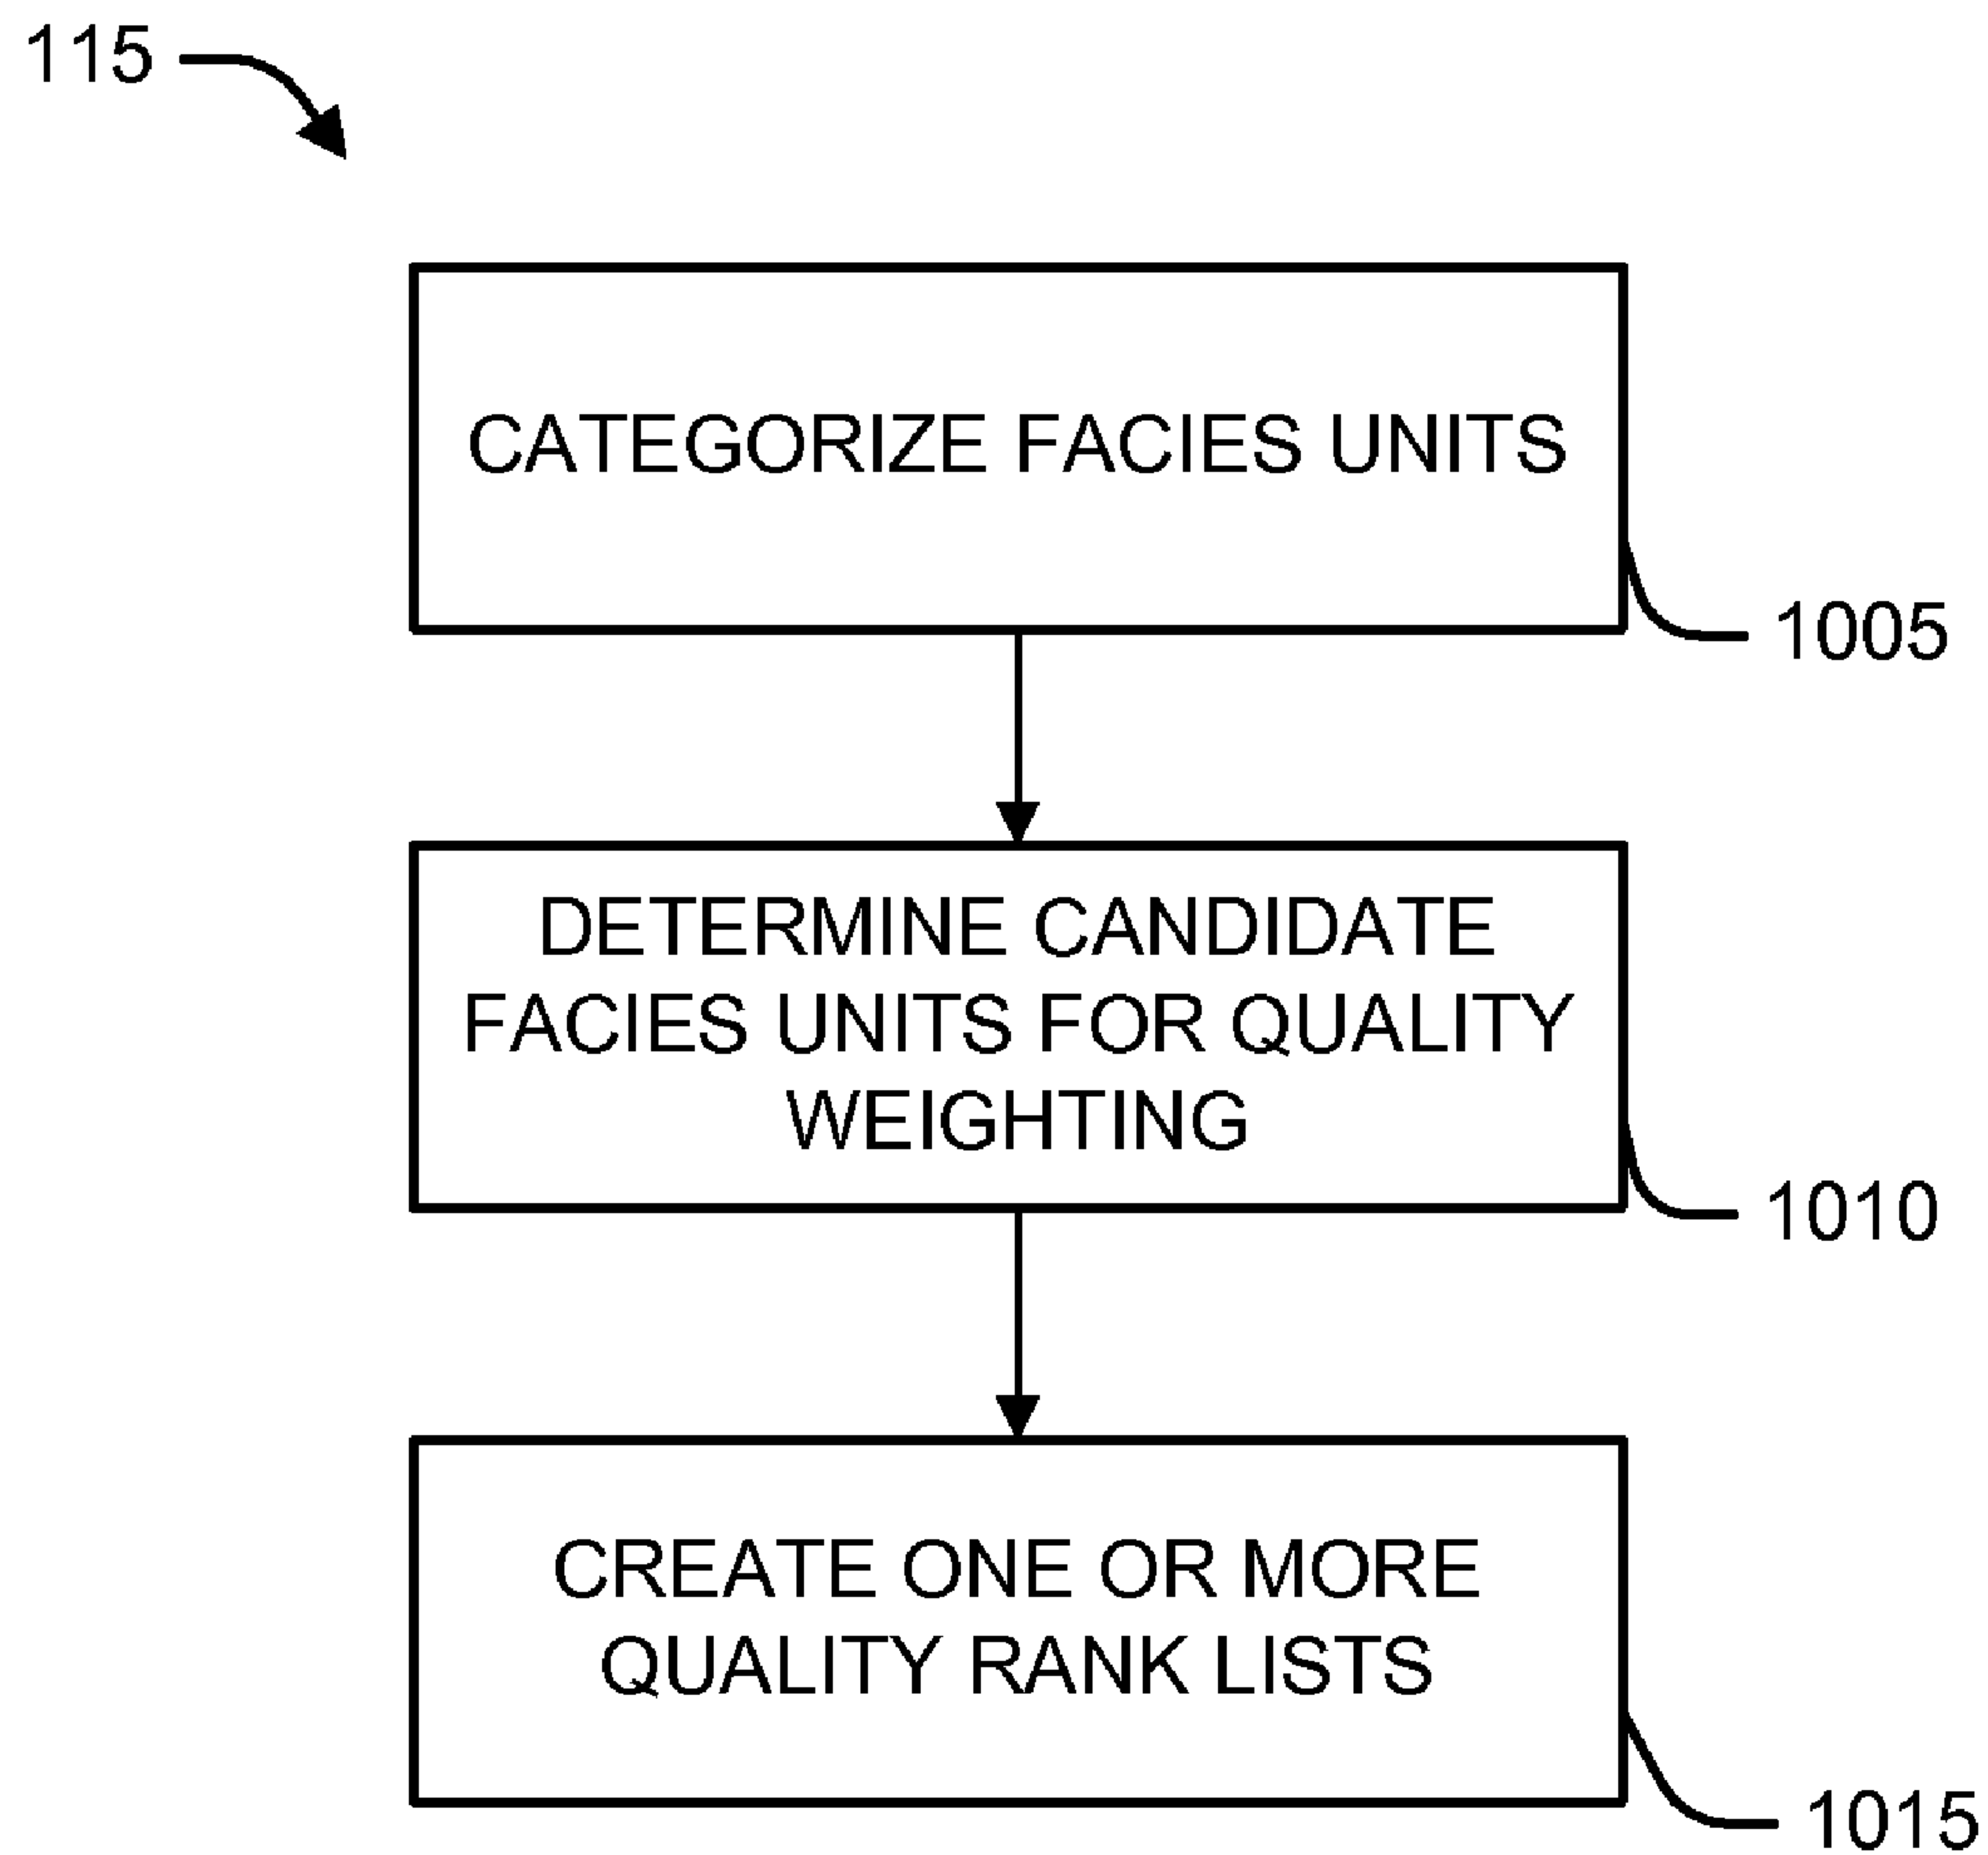 115
CATEGORIZE FACIES UNITS
1005
DETERMINE CANDIDATE
FACIES UNITS FOR QUALITY
WEIGHTING
1010
CREATE ONE OR MORE
QUALITY RANK LISTS
1015